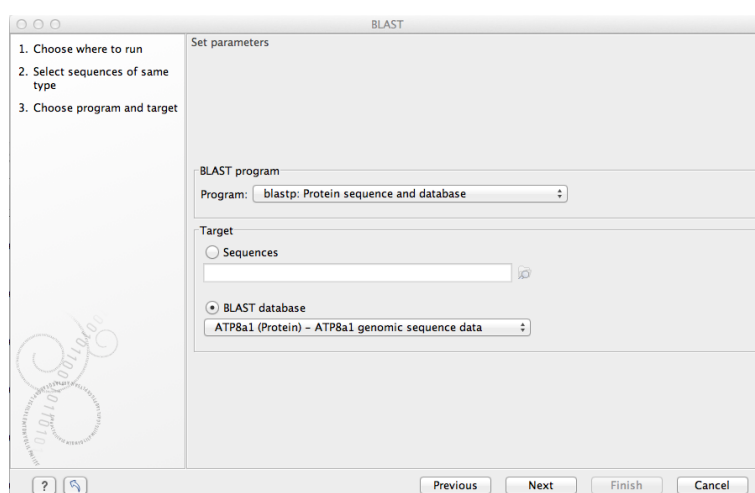 BLAST
1. Choose where to run
2. Select sequences of same
type
3. Choose program and target
Set parameters
BLAST program
Program: blastp: Protein sequence and database
Target
Sequences
BLAST database
ATP8a1 (Protein) – ATP8a1 genomic sequence data
?
Previous
Next
Finish
Cancel